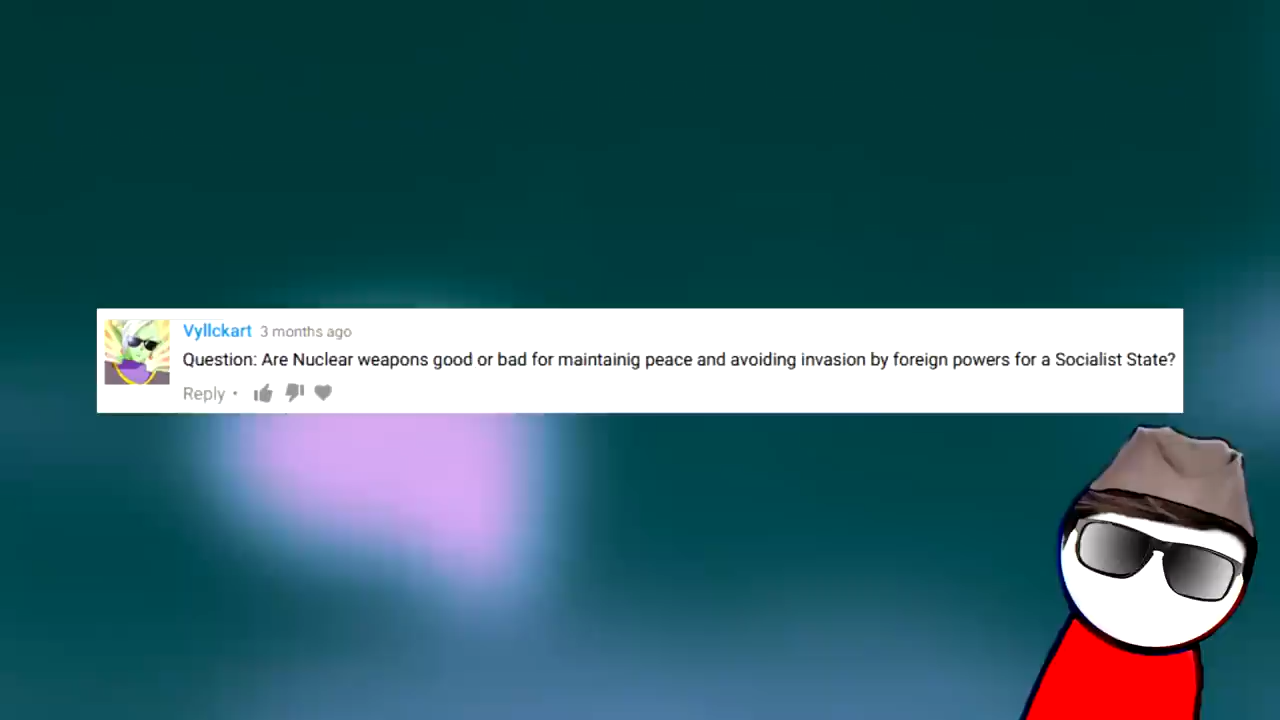 Vyllckart 3 months ago
Question: Are Nuclear weapons good or bad for maintainig peace and avoiding invasion by foreign powers for a Socialist State?
Reply •